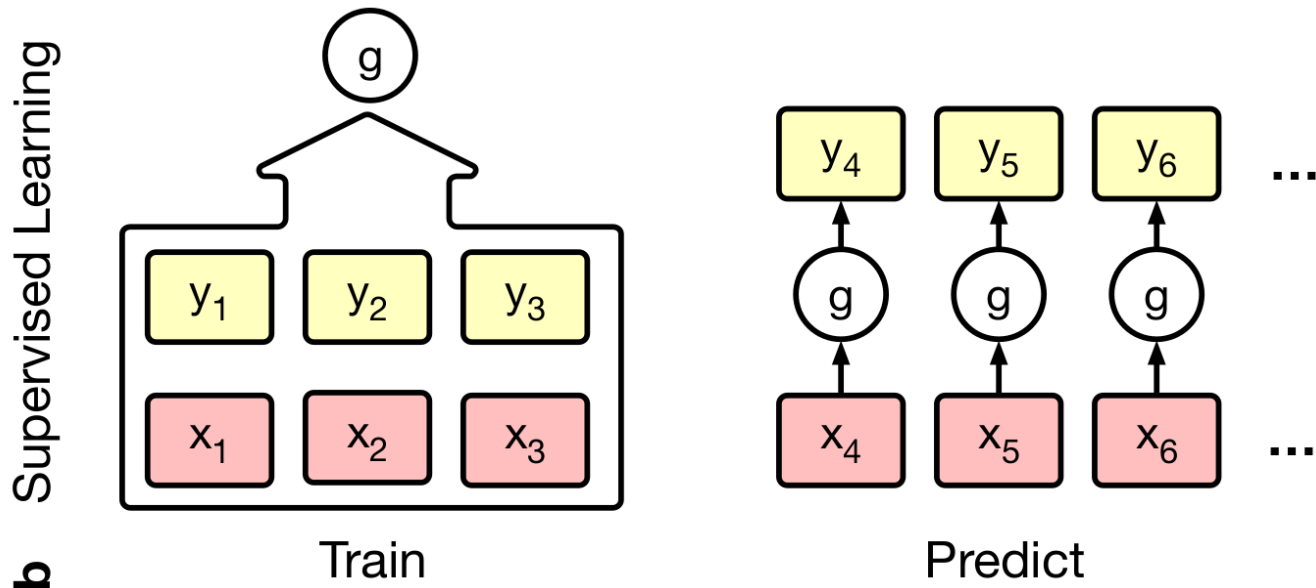 Supervised Learning
g
y₁ y₂ y₃
x₁ x₂ x₃
Train
y₄ y₅ y₆ ...
g g g
x₄ x₅ x₆ ...
Predict
b